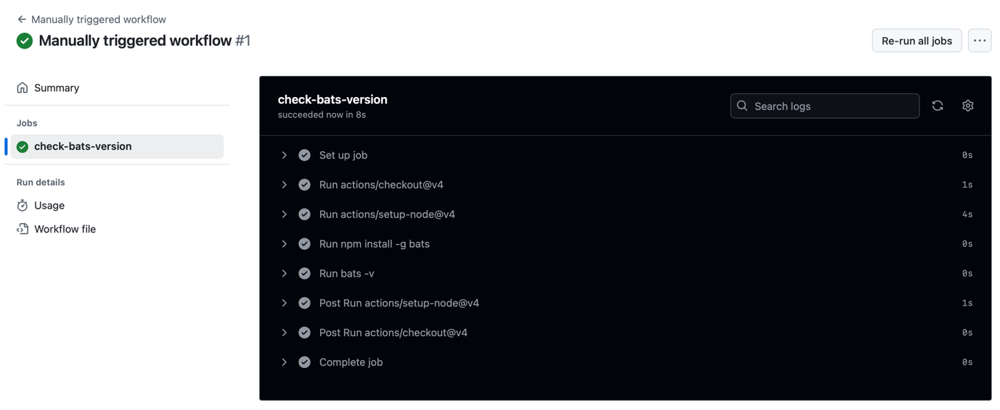 Manually triggered workflow
Manually triggered workflow #1
Re-run all jobs
Summary
Jobs
check-bats-version
Run details
Usage
Workflow file
check-bats-version
succeeded now in 8s
Search logs
Set up job 0s
Run actions/checkout@v4 1s
Run actions/setup-node@v4 4s
Run npm install -g bats 0s
Run bats -v 0s
Post Run actions/setup-node@v4 1s
Post Run actions/checkout@v4 0s
Complete job 0s